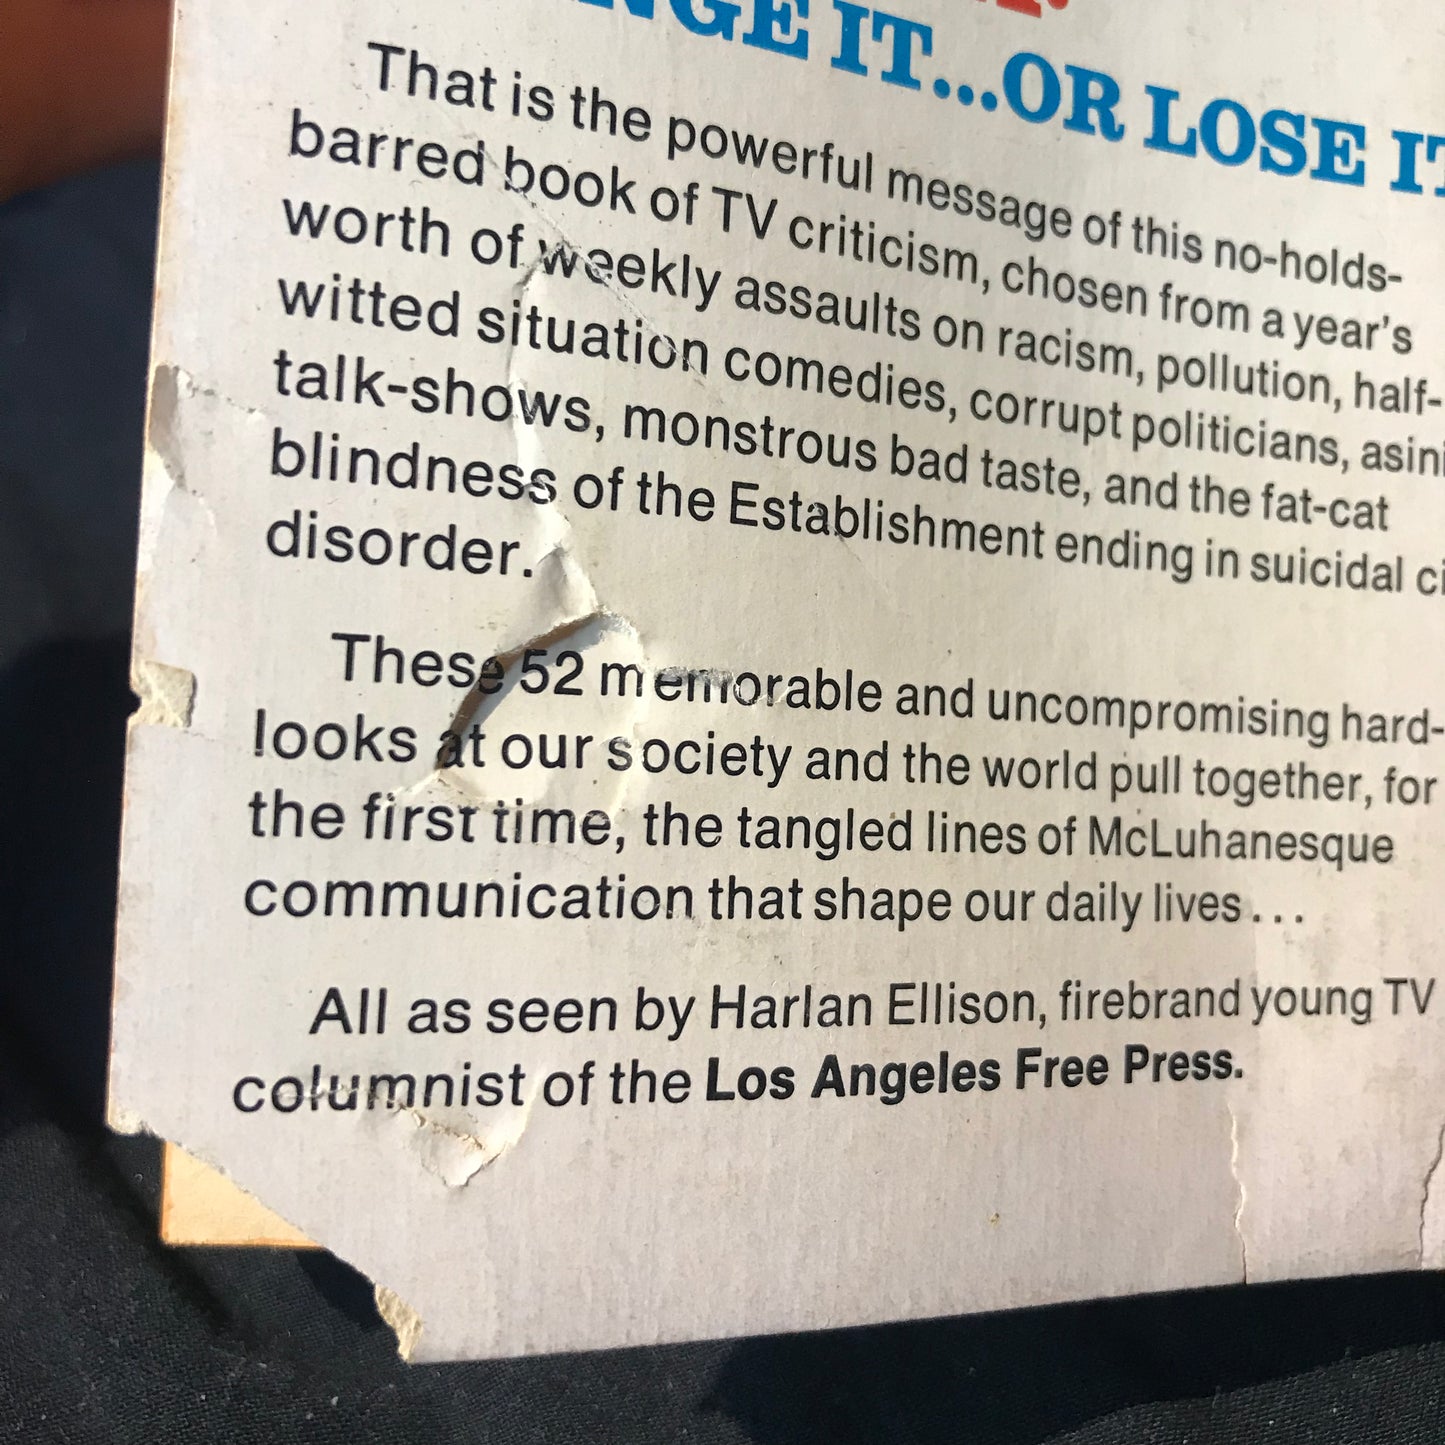 IT...OR LOSE IT
That is the powerful message of this no-holds-
barred book of TV criticism, chosen from a year's
worth of weekly assaults on racism, pollution, half-
witted situation comedies, corrupt politicians,
talk-shows, monstrous bad taste, and the fat-cat
blindness of the Establishment ending in suicidal
disorder.
These 52 memorable and uncompromising hard-
looks at our society and the world pull together, for
the first time, the tangled lines of McLuhanesque
communication that shape our daily lives...
All as seen by Harlan Ellison, firebrand young TV
columnist of the Los Angeles Free Press.